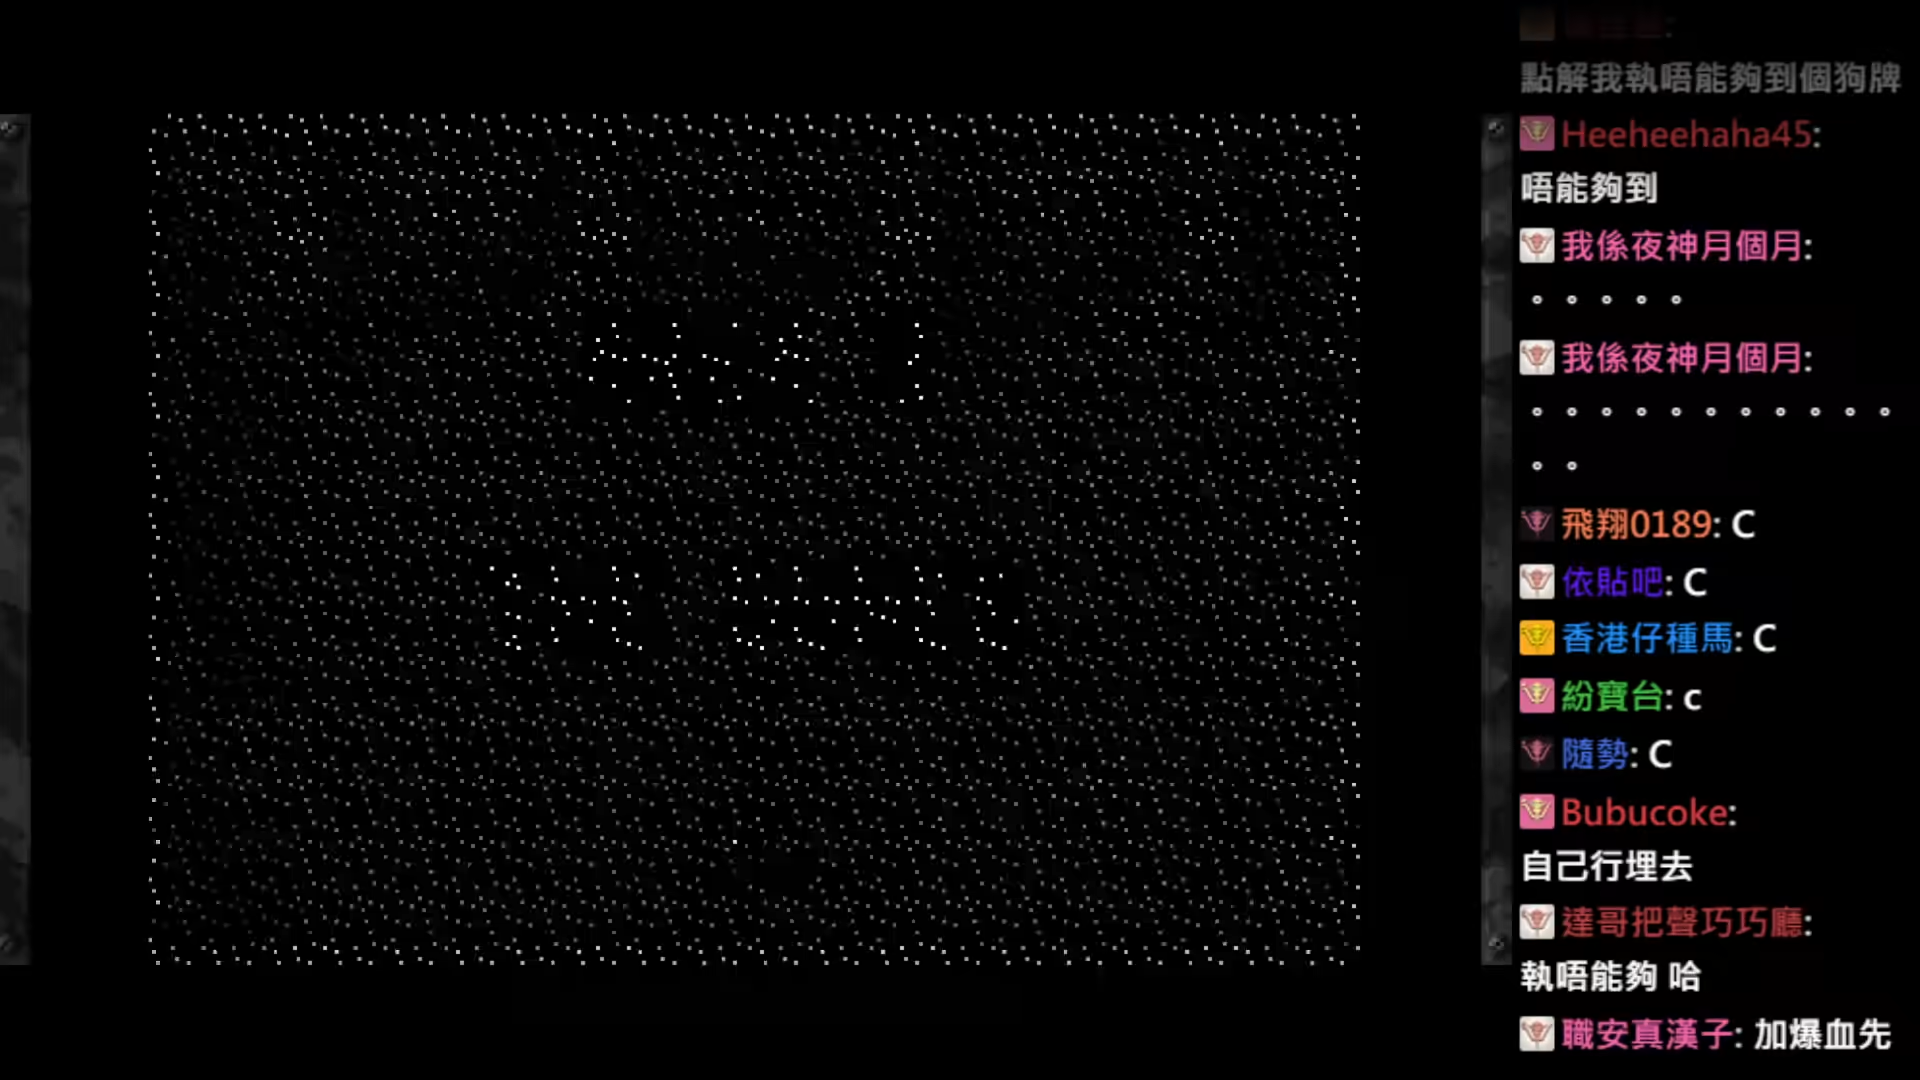 點解我執唔能夠到個狗牌
Heeheehaha45:
唔能夠到
我係夜神月個月:
。。。。。
我係夜神月個月:
。。。。。。。。。。。
。。
飛翔0189: C
依貼吧: C
香港仔種馬: C
紛寶台: c
隨勢: C
Bubucoke:
自己行埋去
達哥把聲巧巧廳:
執唔能夠 哈
職安真漢子: 加爆血先